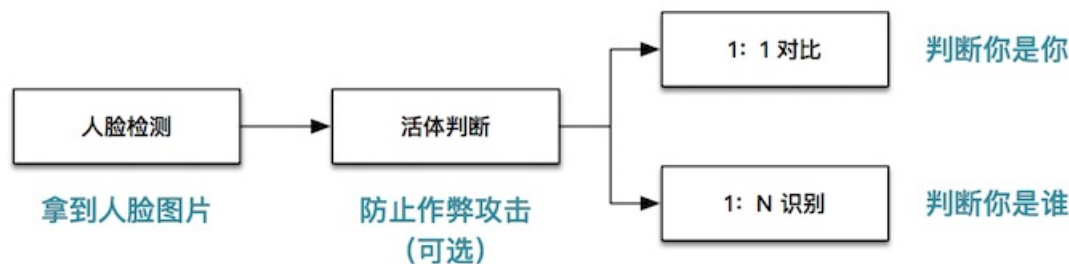 1: 1 对比
判断你是你
人脸检测
活体判断
拿到人脸图片
防止作弊攻击
(可选)
1: N 识别
判断你是谁